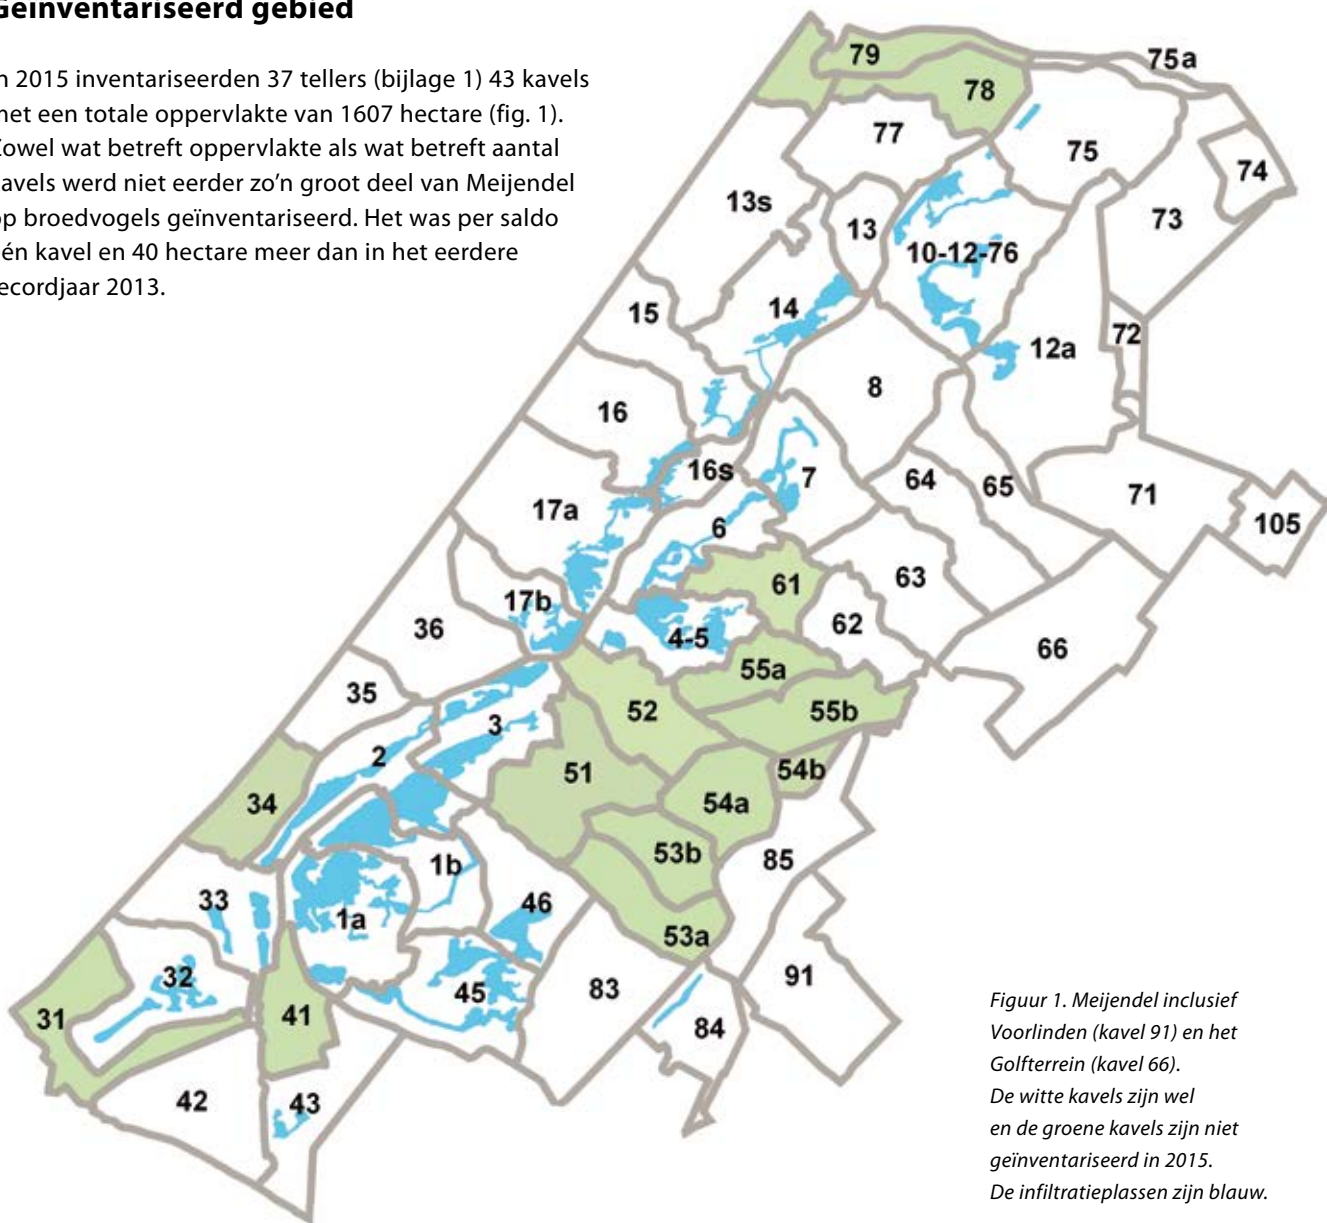 Geïnventariseerd gebied
n 2015 inventariseerden 37 tellers (bijlage 1) 43 kavels
met een totale oppervlakte van 1607 hectare (fig. 1).
Zowel wat betreft oppervlakte als wat betreft aantal
avels werd niet eerder zo'n groot deel van Meijendel
op broedvogels geïnventariseerd. Het was per saldo
én kavel en 40 hectare meer dan in het eerdere
ecordjaar 2013.
79
75a
78
77
75
74
13s
73
13
10-12-76
14
15
72
12a
8
16
16s
7
64
65
71
17a
6
105
61
63
17b
36
4-5
62
66
55a
35
52
55b
3
2
51
54b
34
54a
53b
85
1b
33
46
1a
53a
32
91
45
83
31
41
84
42
43
Figuur 1. Meijendel inclusief
Voorlinden (kavel 91) en het
Golfterrein (kavel 66).
De witte kavels zijn wel
en de groene kavels zijn niet
geïnventariseerd in 2015.
De infiltratieplassen zijn blauw.